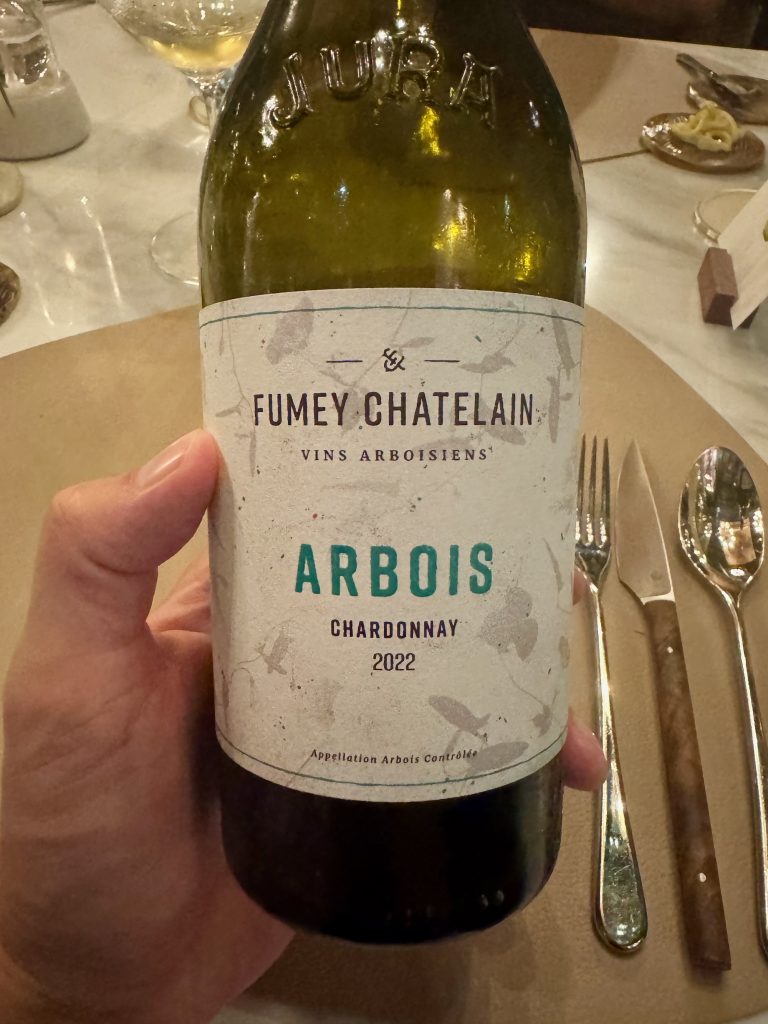 JURA
&
FUMEY CHATELAIN
VINS ARBOISIENS
ARBOIS
CHARDONNAY
2022
Appellation Arbois Contrôlée